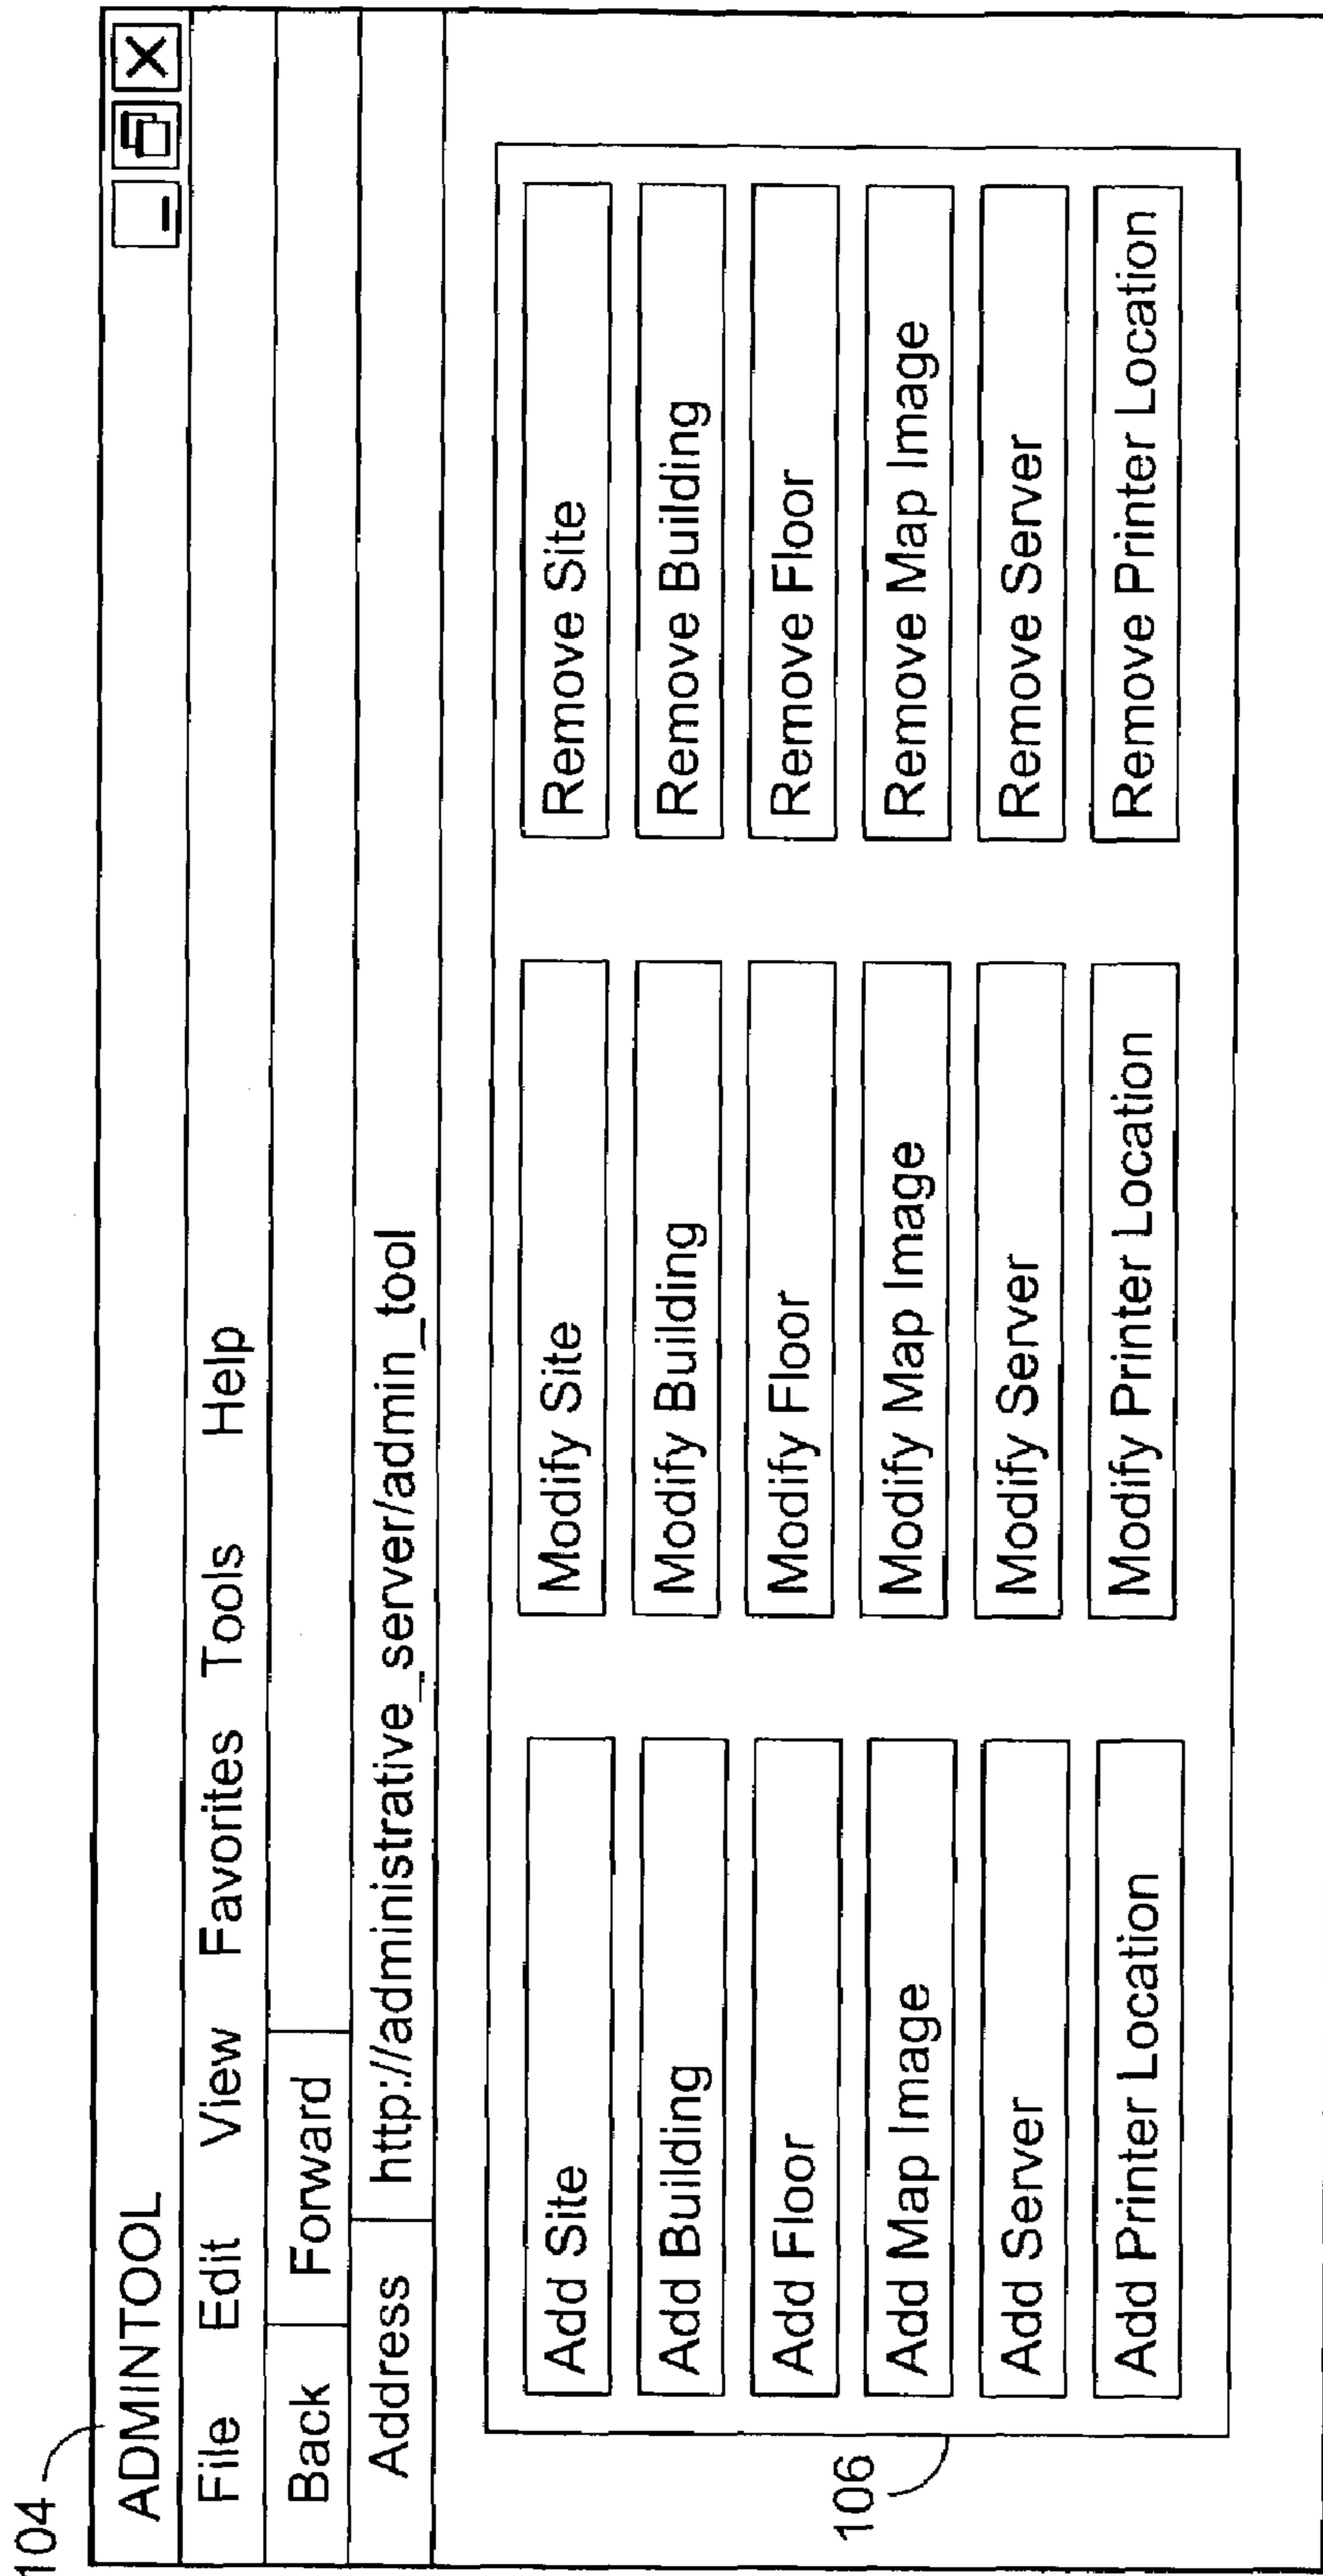 104
ADMINTOOL
File Edit View Favorites Tools Help
Back Forward
Address http://administrative_server/admin_tool
Add Site Modify Site Remove Site
Add Building Modify Building Remove Building
Add Floor Modify Floor Remove Floor
Add Map Image Modify Map Image Remove Map Image
Add Server Modify Server Remove Server
Add Printer Location Modify Printer Location Remove Printer Location
106